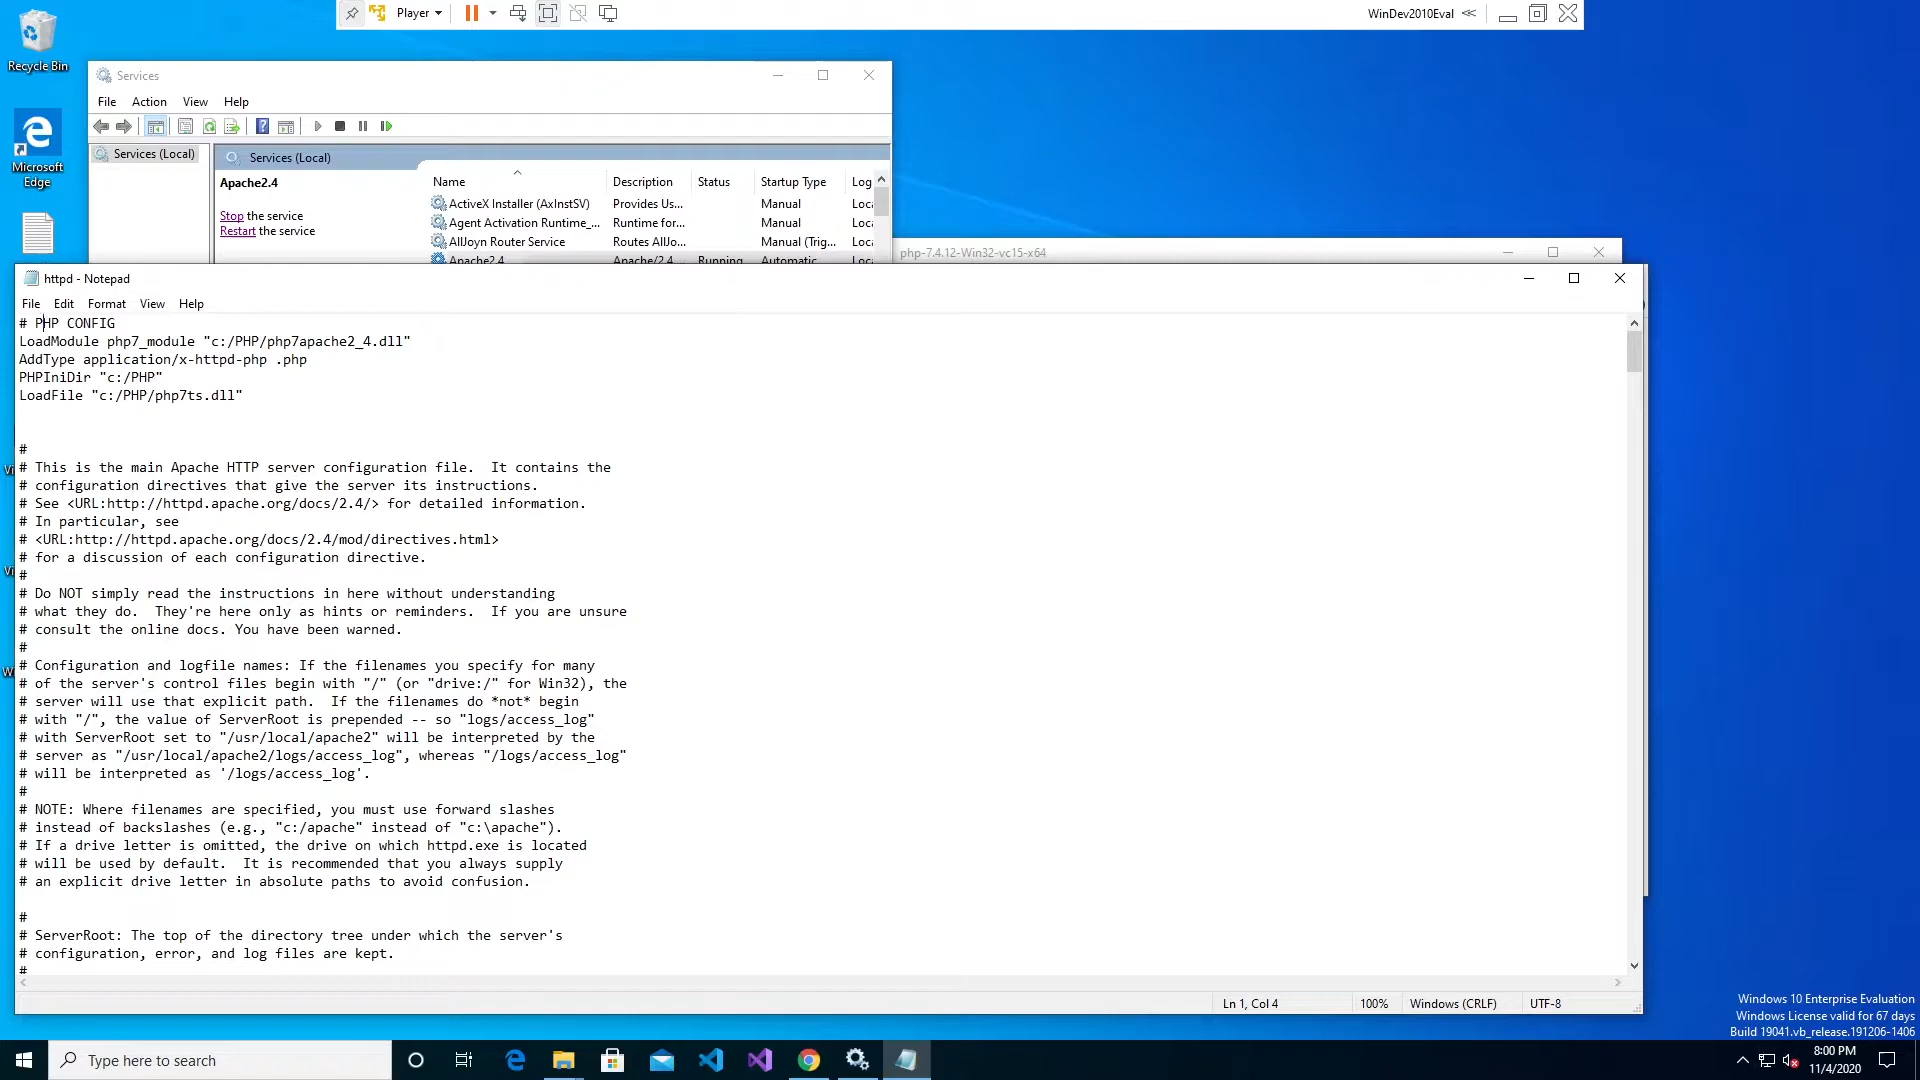 Player
WinDev2010Eval
Recycle Bin
Microsoft
Edge
Services
File Action View Help
Services (Local)
Services (Local)
Apache2.4
Stop the service
Restart the service
Name Description Status Startup Type Log
ActiveX Installer (AxInstSV) Provides Us... Manual Loca
Agent Activation Runtime_... Runtime for... Manual Loca
AllJoyn Router Service Routes AllJo... Manual (Trig... Loca
Apache2.4 Apache/2.4... Running Automatic Loca
php-7.4.12-Win32-vc15-x64
httpd - Notepad
File Edit Format View Help
# PHP CONFIG
LoadModule php7_module "c:/PHP/php7apache2_4.dll"
AddType application/x-httpd-php .php
PHPIniDir "c:/PHP"
LoadFile "c:/PHP/php7ts.dll"
#
# This is the main Apache HTTP server configuration file.  It contains the
# configuration directives that give the server its instructions.
# See <URL:http://httpd.apache.org/docs/2.4/> for detailed information.
# In particular, see
# <URL:http://httpd.apache.org/docs/2.4/mod/directives.html>
# for a discussion of each configuration directive.
#
# Do NOT simply read the instructions in here without understanding
# what they do.  They're here only as hints or reminders.  If you are unsure
# consult the online docs. You have been warned.
#
# Configuration and logfile names: If the filenames you specify for many
# of the server's control files begin with "/" (or "drive:/" for Win32), the
# server will use that explicit path.  If the filenames do *not* begin
# with "/", the value of ServerRoot is prepended -- so "logs/access_log"
# with ServerRoot set to "/usr/local/apache2" will be interpreted by the
# server as "/usr/local/apache2/logs/access_log", whereas "/logs/access_log"
# will be interpreted as '/logs/access_log'.
#
# NOTE: Where filenames are specified, you must use forward slashes
# instead of backslashes (e.g., "c:/apache" instead of "c:\apache").
# If a drive letter is omitted, the drive on which httpd.exe is located
# will be used by default.  It is recommended that you always supply
# an explicit drive letter in absolute paths to avoid confusion.
#
# ServerRoot: The top of the directory tree under which the server's
# configuration, error, and log files are kept.
#
Ln 1, Col 4 100% Windows (CRLF) UTF-8
Windows 10 Enterprise Evaluation
Windows License valid for 67 days
Build 19041.vb_release.191206-1406
Type here to search
8:00 PM
11/4/2020